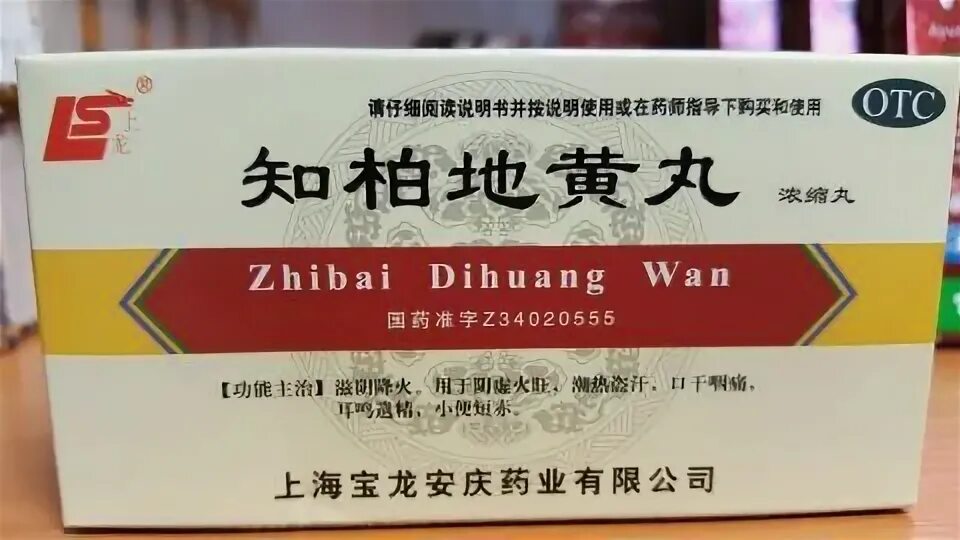 请仔细阅读说明书并按说明使用或在药师指导下购买和使用
OTC
LS
上龙
知柏地黄丸
浓缩丸
Zhibai Dihuang Wan
国药准字Z34020555
【功能主治】滋阴降火。用于阴虚火旺，潮热盗汗，口干咽痛，
耳鸣遗精，小便短赤。
上海宝龙安庆药业有限公司